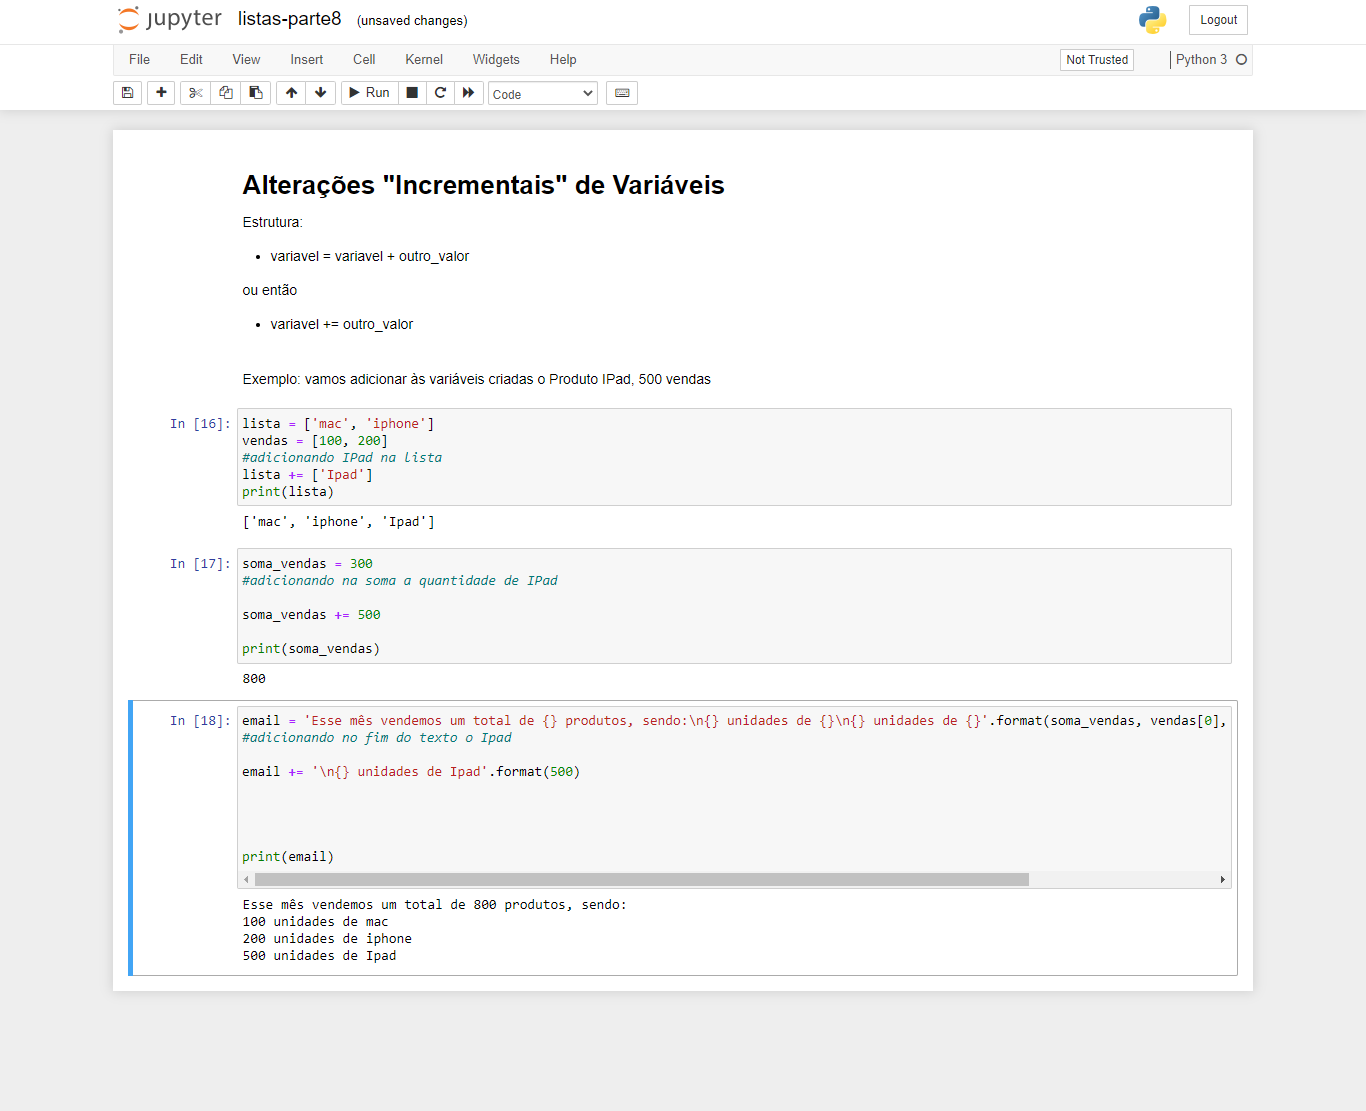 jupyter listas-parte8 (unsaved changes) Logout
File Edit View Insert Cell Kernel Widgets Help Not Trusted Python 3
Run Code
Alterações "Incrementais" de Variáveis
Estrutura:
• variavel = variavel + outro_valor
ou então
• variavel += outro_valor
Exemplo: vamos adicionar às variáveis criadas o Produto IPad, 500 vendas
In [16]: lista = ['mac', 'iphone']
vendas = [100, 200]
#adicionando IPad na lista
lista += ['Ipad']
print(lista)
['mac', 'iphone', 'Ipad']
In [17]: soma_vendas = 300
#adicionando na soma a quantidade de IPad
soma_vendas += 500
print(soma_vendas)
800
In [18]: email = 'Esse mês vendemos um total de {} produtos, sendo:\n{} unidades de {}\n{} unidades de {}'.format(soma_vendas, vendas[0],
#adicionando no fim do texto o Ipad
email += '\n{} unidades de Ipad'.format(500)
print(email)
Esse mês vendemos um total de 800 produtos, sendo:
100 unidades de mac
200 unidades de iphone
500 unidades de Ipad